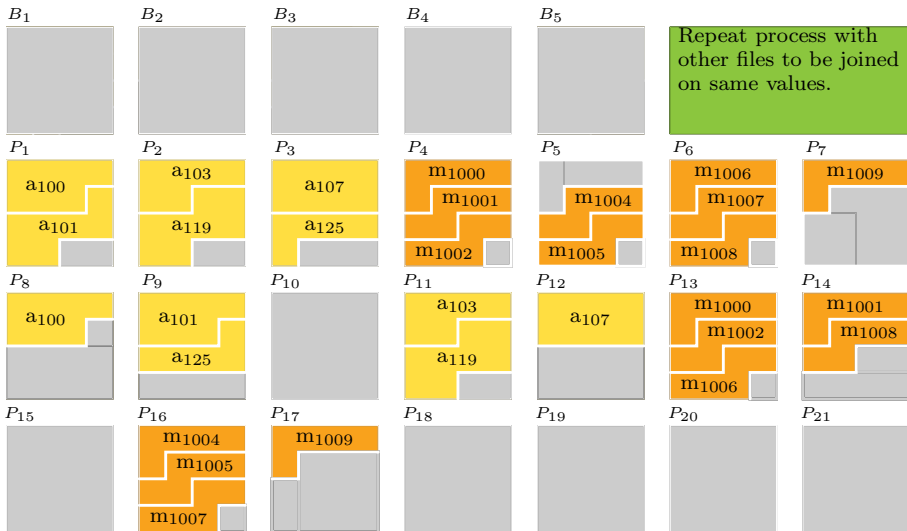 B₁ B₂ B₃ B₄ B₅
Repeat process with
other files to be joined
on same values.
P₁ P₂ P₃ P₄ P₅ P₆ P₇
a₁₀₀ a₁₀₃ a₁₀₇ m₁₀₀₀ m₁₀₀₆ m₁₀₀₉
m₁₀₀₁ m₁₀₀₄ m₁₀₀₇
a₁₀₁ a₁₁₉ a₁₂₅
m₁₀₀₂ m₁₀₀₅ m₁₀₀₈
P₈ P₉ P₁₀ P₁₁ P₁₂ P₁₃ P₁₄
a₁₀₀ a₁₀₁ a₁₀₃ a₁₀₇ m₁₀₀₀ m₁₀₀₁
m₁₀₀₂ m₁₀₀₈
a₁₂₅ a₁₁₉
m₁₀₀₆
P₁₅ P₁₆ P₁₇ P₁₈ P₁₉ P₂₀ P₂₁
m₁₀₀₄ m₁₀₀₉
m₁₀₀₅
m₁₀₀₇